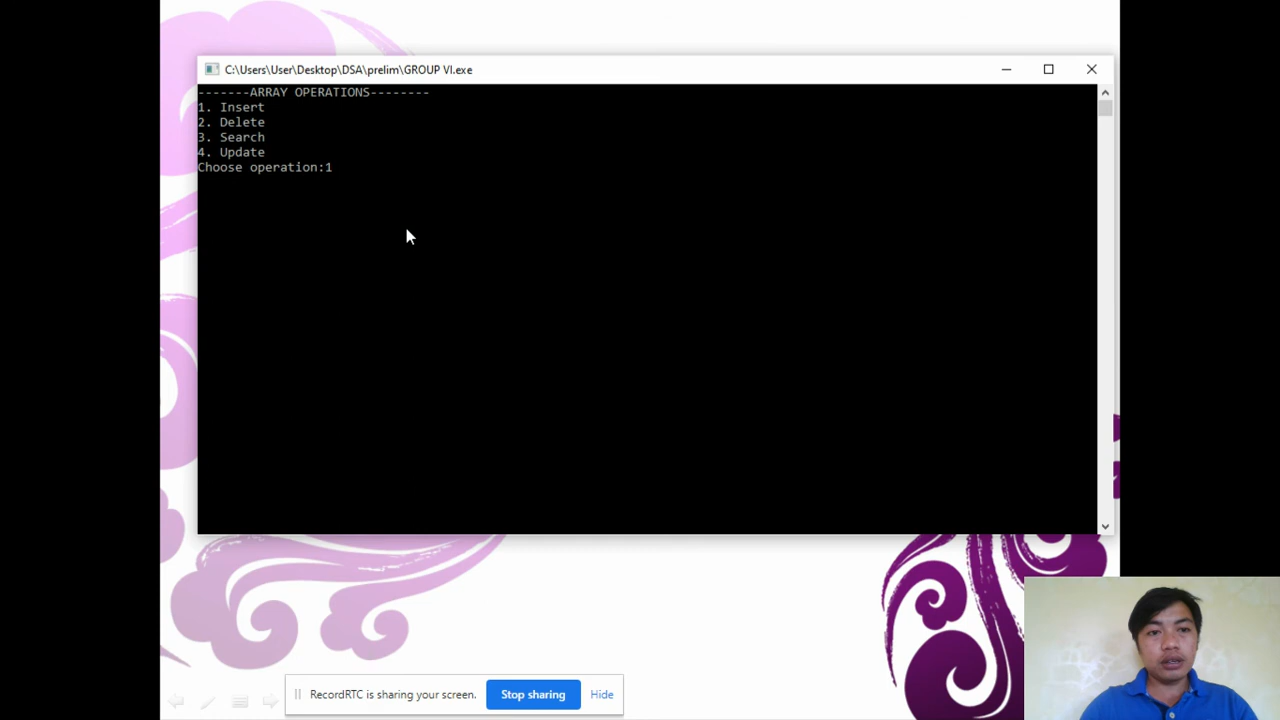 C:\Users\User\Desktop\DSA\prelim\GROUP VI.exe
-------ARRAY OPERATIONS--------
1. Insert
2. Delete
3. Search
4. Update
Choose operation:1
RecordRTC is sharing your screen.
Stop sharing
Hide